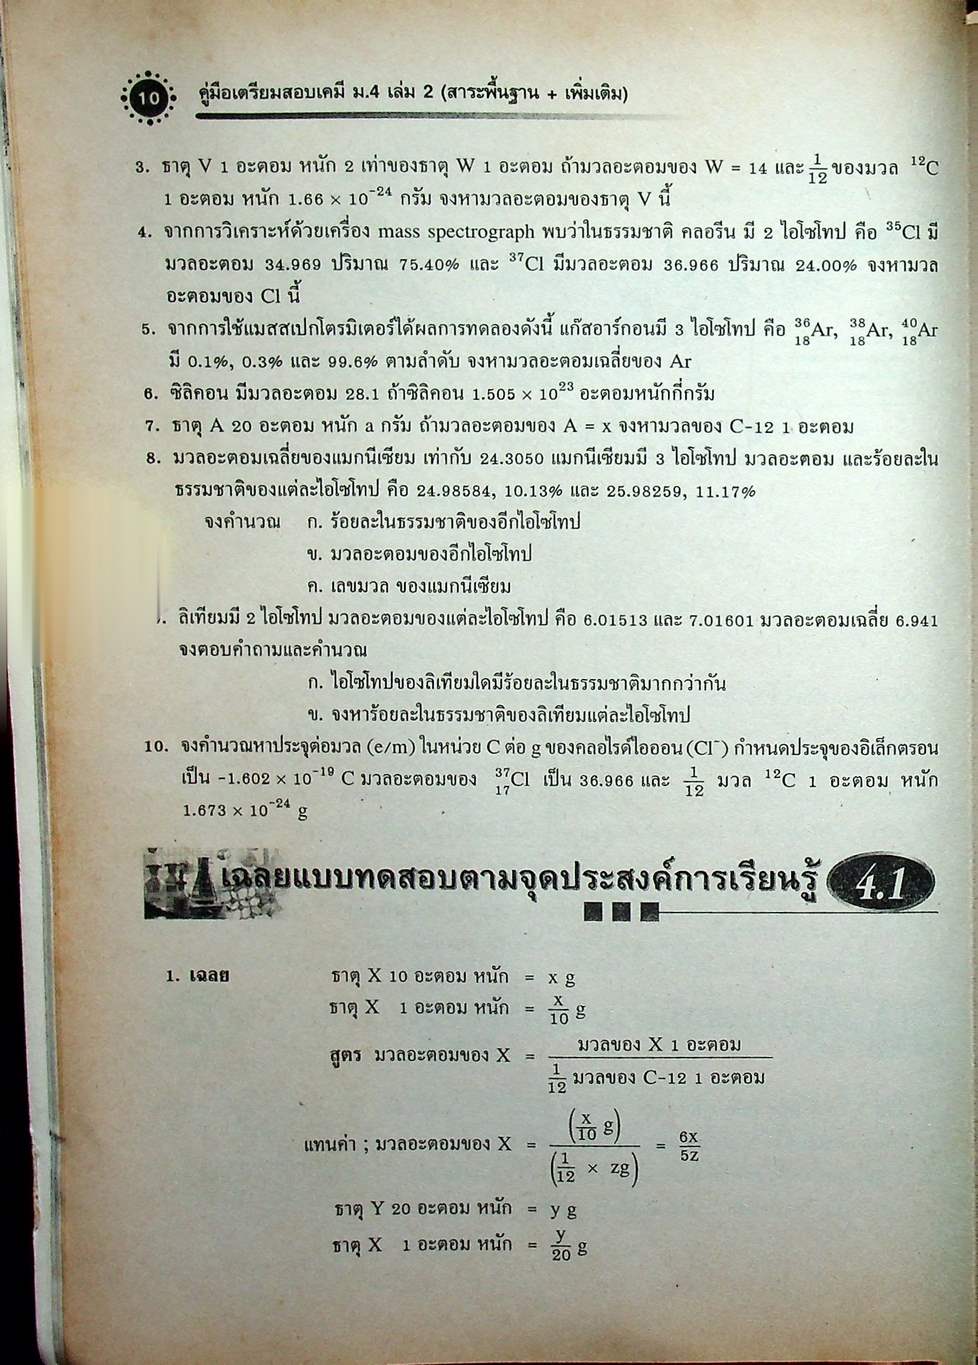 10 คู่มือเตรียมสอบเคมี ม.4 เล่ม 2 (สาระพื้นฐาน + เพิ่มเติม)
3. ธาตุ V 1 อะตอม หนัก 2 เท่าของธาตุ W 1 อะตอม ถ้ามวลอะตอมของ W = 14 และ 1/12 ของมวล ¹²C
1 อะตอม หนัก 1.66 × 10⁻²⁴ กรัม จงหามวลอะตอมของธาตุ V นี้
4. จากการวิเคราะห์ด้วยเครื่อง mass spectrograph พบว่าในธรรมชาติ คลอรีน มี 2 ไอโซโทป คือ ³⁵Cl มี
มวลอะตอม 34.969 ปริมาณ 75.40% และ ³⁷Cl มีมวลอะตอม 36.966 ปริมาณ 24.00% จงหามวล
อะตอมของ Cl นี้
5. จากการใช้แมสสเปกโตรมิเตอร์ได้ผลการทดลองดังนี้ แก๊สอาร์กอนมี 3 ไอโซโทป คือ ³⁶₁₈Ar, ³⁸₁₈Ar, ⁴⁰₁₈Ar
มี 0.1%, 0.3% และ 99.6% ตามลำดับ จงหามวลอะตอมเฉลี่ยของ Ar
6. ซิลิคอน มีมวลอะตอม 28.1 ถ้าซิลิคอน 1.505 × 10²³ อะตอมหนักกี่กรัม
7. ธาตุ A 20 อะตอม หนัก a กรัม ถ้ามวลอะตอมของ A = x จงหามวลของ C-12 1 อะตอม
8. มวลอะตอมเฉลี่ยของแมกนีเซียม เท่ากับ 24.3050 แมกนีเซียมมี 3 ไอโซโทป มวลอะตอม และร้อยละใน
ธรรมชาติของแต่ละไอโซโทป คือ 24.98584, 10.13% และ 25.98259, 11.17%
จงคำนวณ ก. ร้อยละในธรรมชาติของอีกไอโซโทป
ข. มวลอะตอมของอีกไอโซโทป
ค. เลขมวล ของแมกนีเซียม
. ลิเทียมมี 2 ไอโซโทป มวลอะตอมของแต่ละไอโซโทป คือ 6.01513 และ 7.01601 มวลอะตอมเฉลี่ย 6.941
จงตอบคำถามและคำนวณ
ก. ไอโซโทปของลิเทียมใดมีร้อยละในธรรมชาติมากกว่ากัน
ข. จงหาร้อยละในธรรมชาติของลิเทียมแต่ละไอโซโทป
10. จงคำนวณหาประจุต่อมวล (e/m) ในหน่วย C ต่อ g ของคลอไรด์ไอออน (Cl⁻) กำหนดประจุของอิเล็กตรอน
เป็น -1.602 × 10⁻¹⁹ C มวลอะตอมของ ³⁷₁₇Cl เป็น 36.966 และ 1/12 มวล ¹²C 1 อะตอม หนัก
1.673 × 10⁻²⁴ g
เฉลยแบบทดสอบตามจุดประสงค์การเรียนรู้ 4.1
1. เฉลย ธาตุ X 10 อะตอม หนัก = x g
ธาตุ X 1 อะตอม หนัก = x/10 g
สูตร มวลอะตอมของ X = มวลของ X 1 อะตอม / 1/12 มวลของ C-12 1 อะตอม
แทนค่า ; มวลอะตอมของ X = (x/10 g) / (1/12 × zg) = 6x/5z
ธาตุ Y 20 อะตอม หนัก = y g
ธาตุ X 1 อะตอม หนัก = y/20 g